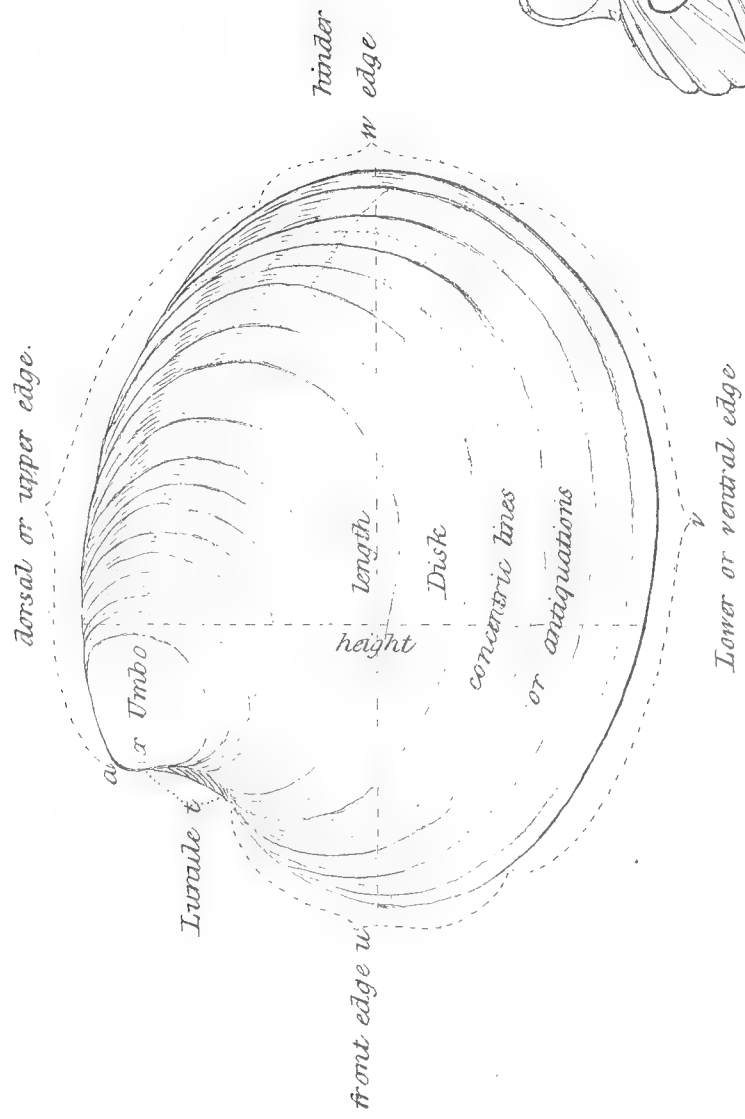 dorsal or upper edge.
hinder
w edge
a
x Umbo
Lunule t
length
height
Disk
concentric lines
or antiquations
front edge u
v
Lower or ventral edge